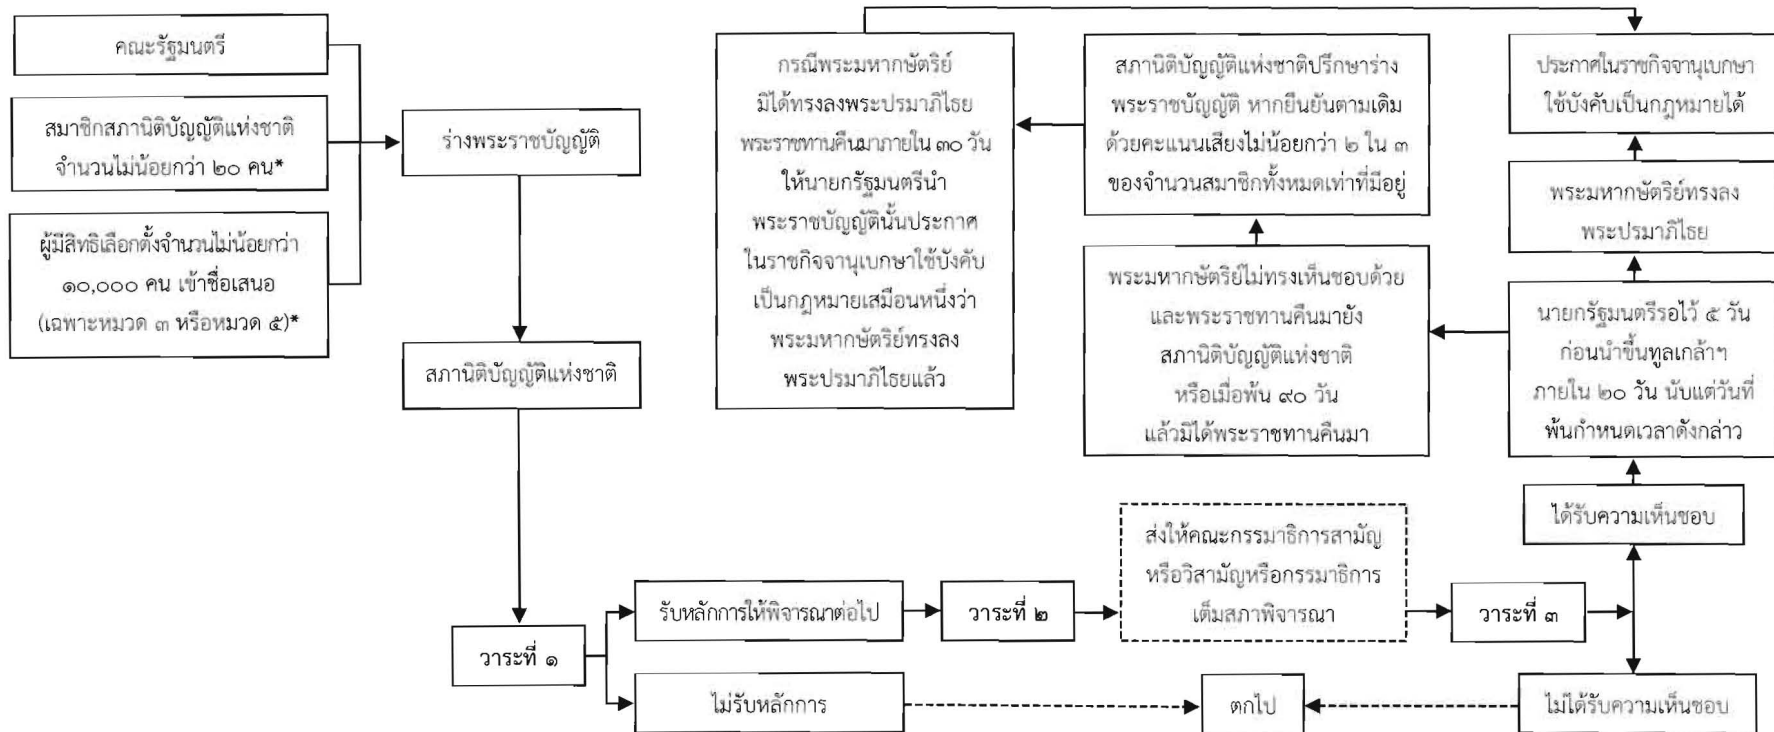 คณะรัฐมนตรี
สมาชิกสภานิติบัญญัติแห่งชาติ
จำนวนไม่น้อยกว่า ๒๐ คน*
ผู้มีสิทธิเลือกตั้งจำนวนไม่น้อยกว่า
๑๐,๐๐๐ คน เข้าชื่อเสนอ
(เฉพาะหมวด ๓ หรือหมวด ๕)*
ร่างพระราชบัญญัติ
สภานิติบัญญัติแห่งชาติ
วาระที่ ๑
รับหลักการให้พิจารณาต่อไป
ไม่รับหลักการ
วาระที่ ๒
ส่งให้คณะกรรมาธิการสามัญ
หรือวิสามัญหรือกรรมาธิการ
เต็มสภาพิจารณา
วาระที่ ๓
ตกไป
ไม่ได้รับความเห็นชอบ
ได้รับความเห็นชอบ
นายกรัฐมนตรีรอไว้ ๕ วัน
ก่อนนำขึ้นทูลเกล้าฯ
ภายใน ๒๐ วัน นับแต่วันที่
พ้นกำหนดเวลาดังกล่าว
พระมหากษัตริย์ทรงลง
พระปรมาภิไธย
ประกาศในราชกิจจานุเบกษา
ใช้บังคับเป็นกฎหมายได้
พระมหากษัตริย์ไม่ทรงเห็นชอบด้วย
และพระราชทานคืนมายัง
สภานิติบัญญัติแห่งชาติ
หรือเมื่อพ้น ๙๐ วัน
แล้วมิได้พระราชทานคืนมา
สภานิติบัญญัติแห่งชาติปรึกษาร่าง
พระราชบัญญัติ หากยืนยันตามเดิม
ด้วยคะแนนเสียงไม่น้อยกว่า ๒ ใน ๓
ของจำนวนสมาชิกทั้งหมดเท่าที่มีอยู่
กรณีพระมหากษัตริย์
มิได้ทรงลงพระปรมาภิไธย
พระราชทานคืนมาภายใน ๓๐ วัน
ให้นายกรัฐมนตรีนำ
พระราชบัญญัตินั้นประกาศ
ในราชกิจจานุเบกษาใช้บังคับ
เป็นกฎหมายเสมือนหนึ่งว่า
พระมหากษัตริย์ทรงลง
พระปรมาภิไธยแล้ว